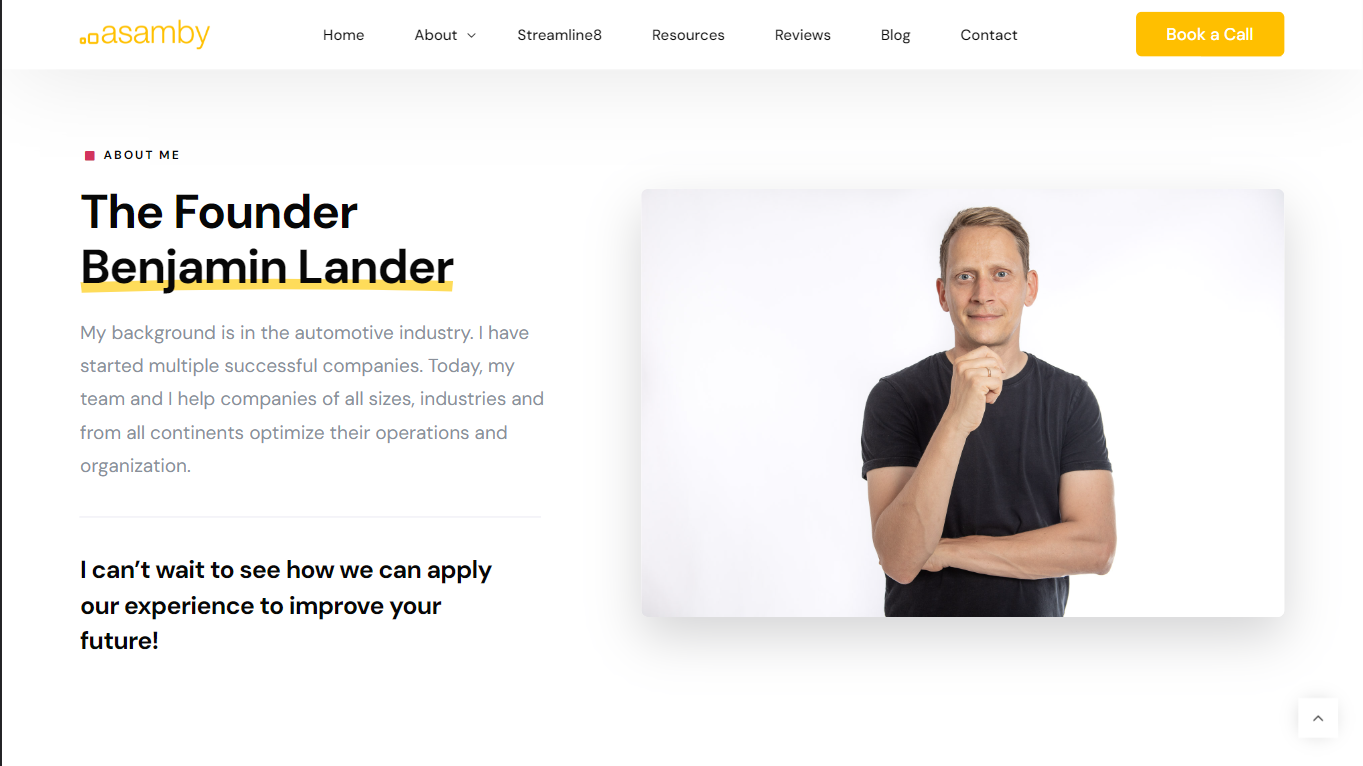 asamby
Home
About
Streamline8
Resources
Reviews
Blog
Contact
Book a Call
ABOUT ME
The Founder
Benjamin Lander
My background is in the automotive industry. I have
started multiple successful companies. Today, my
team and I help companies of all sizes, industries and
from all continents optimize their operations and
organization.
I can’t wait to see how we can apply
our experience to improve your
future!